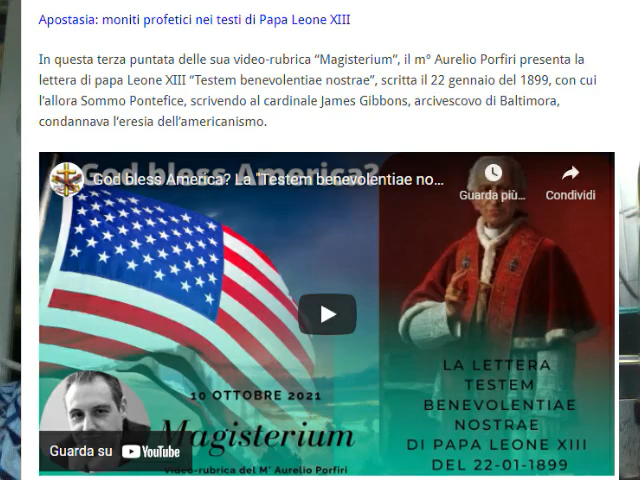 Apostasia: moniti profetici nei testi di Papa Leone XIII
In questa terza puntata delle sua video-rubrica “Magisterium”, il m° Aurelio Porfiri presenta la
lettera di papa Leone XIII “Testem benevolentiae nostrae”, scritta il 22 gennaio del 1899, con cui
l’allora Sommo Pontefice, scrivendo al cardinale James Gibbons, arcivescovo di Baltimora,
condannava l’eresia dell’americanismo.
God bless America?
God bless America? La "Testem benevolentiae no...
Guarda più...
Condividi
10 OTTOBRE 2021
Magisterium
Video-rubrica del M° Aurelio Porfiri
LA LETTERA
TESTEM
BENEVOLENTIAE
NOSTRAE
DI PAPA LEONE XIII
DEL 22-01-1899
Guarda su YouTube